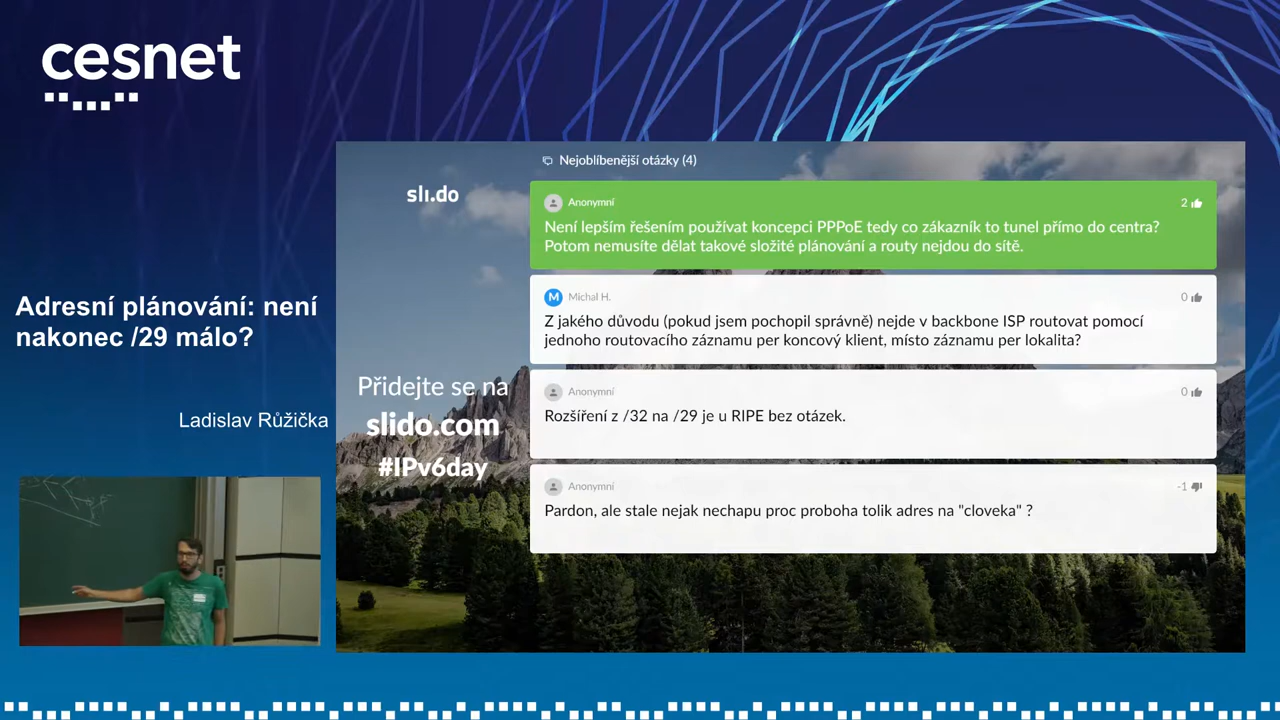 cesnet
Adresní plánování: není
nakonec /29 málo?
Ladislav Růžička
sli.do
Přidejte se na
slido.com
#IPv6day
Nejoblíbenější otázky (4)
Anonymní
2
Není lepším řešením používat koncepci PPPoE tedy co zákazník to tunel přímo do centra?
Potom nemusíte dělat takové složité plánování a routy nejdou do sítě.
M
Michal H.
0
Z jakého důvodu (pokud jsem pochopil správně) nejde v backbone ISP routovat pomocí
jednoho routovacího záznamu per koncový klient, místo záznamu per lokalita?
Anonymní
0
Rozšíření z /32 na /29 je u RIPE bez otázek.
Anonymní
-1
Pardon, ale stale nejak nechapu proc proboha tolik adres na "cloveka" ?